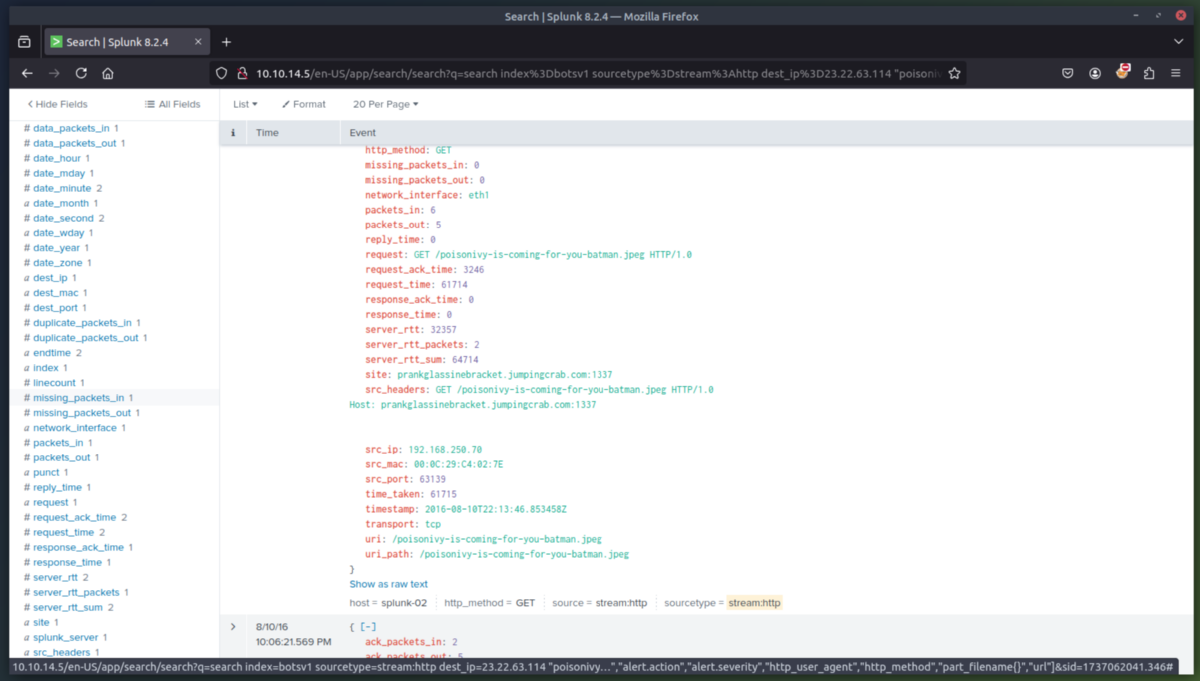 Search | Splunk 8.2.4 — Mozilla Firefox
Search | Splunk 8.2.4
10.10.14.5/en-US/app/search/search?q=search index%3Dbotsv1 sourcetype%3Dstream%3Ahttp dest_ip%3D23.22.63.114 "poisoniv
Hide Fields
All Fields
List
Format
20 Per Page
i
Time
Event
# data_packets_in 1
# data_packets_out 1
# date_hour 1
# date_mday 1
# date_minute 2
a date_month 1
# date_second 2
a date_wday 1
# date_year 1
# date_zone 1
a dest_ip 1
a dest_mac 1
# dest_port 1
# duplicate_packets_in 1
# duplicate_packets_out 1
a endtime 2
a index 1
# linecount 1
# missing_packets_in 1
# missing_packets_out 1
a network_interface 1
# packets_in 1
# packets_out 1
a punct 1
# reply_time 1
a request 1
# request_ack_time 2
# request_time 2
# response_ack_time 1
# response_time 1
# server_rtt 2
# server_rtt_packets 1
# server_rtt_sum 2
a site 1
a splunk_server 1
a src_headers 1
http_method: GET
missing_packets_in: 0
missing_packets_out: 0
network_interface: eth1
packets_in: 6
packets_out: 5
reply_time: 0
request: GET /poisonivy-is-coming-for-you-batman.jpeg HTTP/1.0
request_ack_time: 3246
request_time: 61714
response_ack_time: 0
response_time: 0
server_rtt: 32357
server_rtt_packets: 2
server_rtt_sum: 64714
site: prankglassinebracket.jumpingcrab.com:1337
src_headers: GET /poisonivy-is-coming-for-you-batman.jpeg HTTP/1.0
Host: prankglassinebracket.jumpingcrab.com:1337
src_ip: 192.168.250.70
src_mac: 00:0C:29:C4:02:7E
src_port: 63139
time_taken: 61715
timestamp: 2016-08-10T22:13:46.853458Z
transport: tcp
uri: /poisonivy-is-coming-for-you-batman.jpeg
uri_path: /poisonivy-is-coming-for-you-batman.jpeg
}
Show as raw text
host = splunk-02 http_method = GET source = stream:http sourcetype = stream:http
8/10/16
10:06:21.569 PM
{ [-]
ack_packets_in: 2
ack_packets_out: 5
10.10.14.5/en-US/app/search/search?q=search index=botsv1 sourcetype=stream:http dest_ip=23.22.63.114 "poisonivy…","alert.action","alert.severity","http_user_agent","http_method","part_filename{}","url"]&sid=1737062041.346#